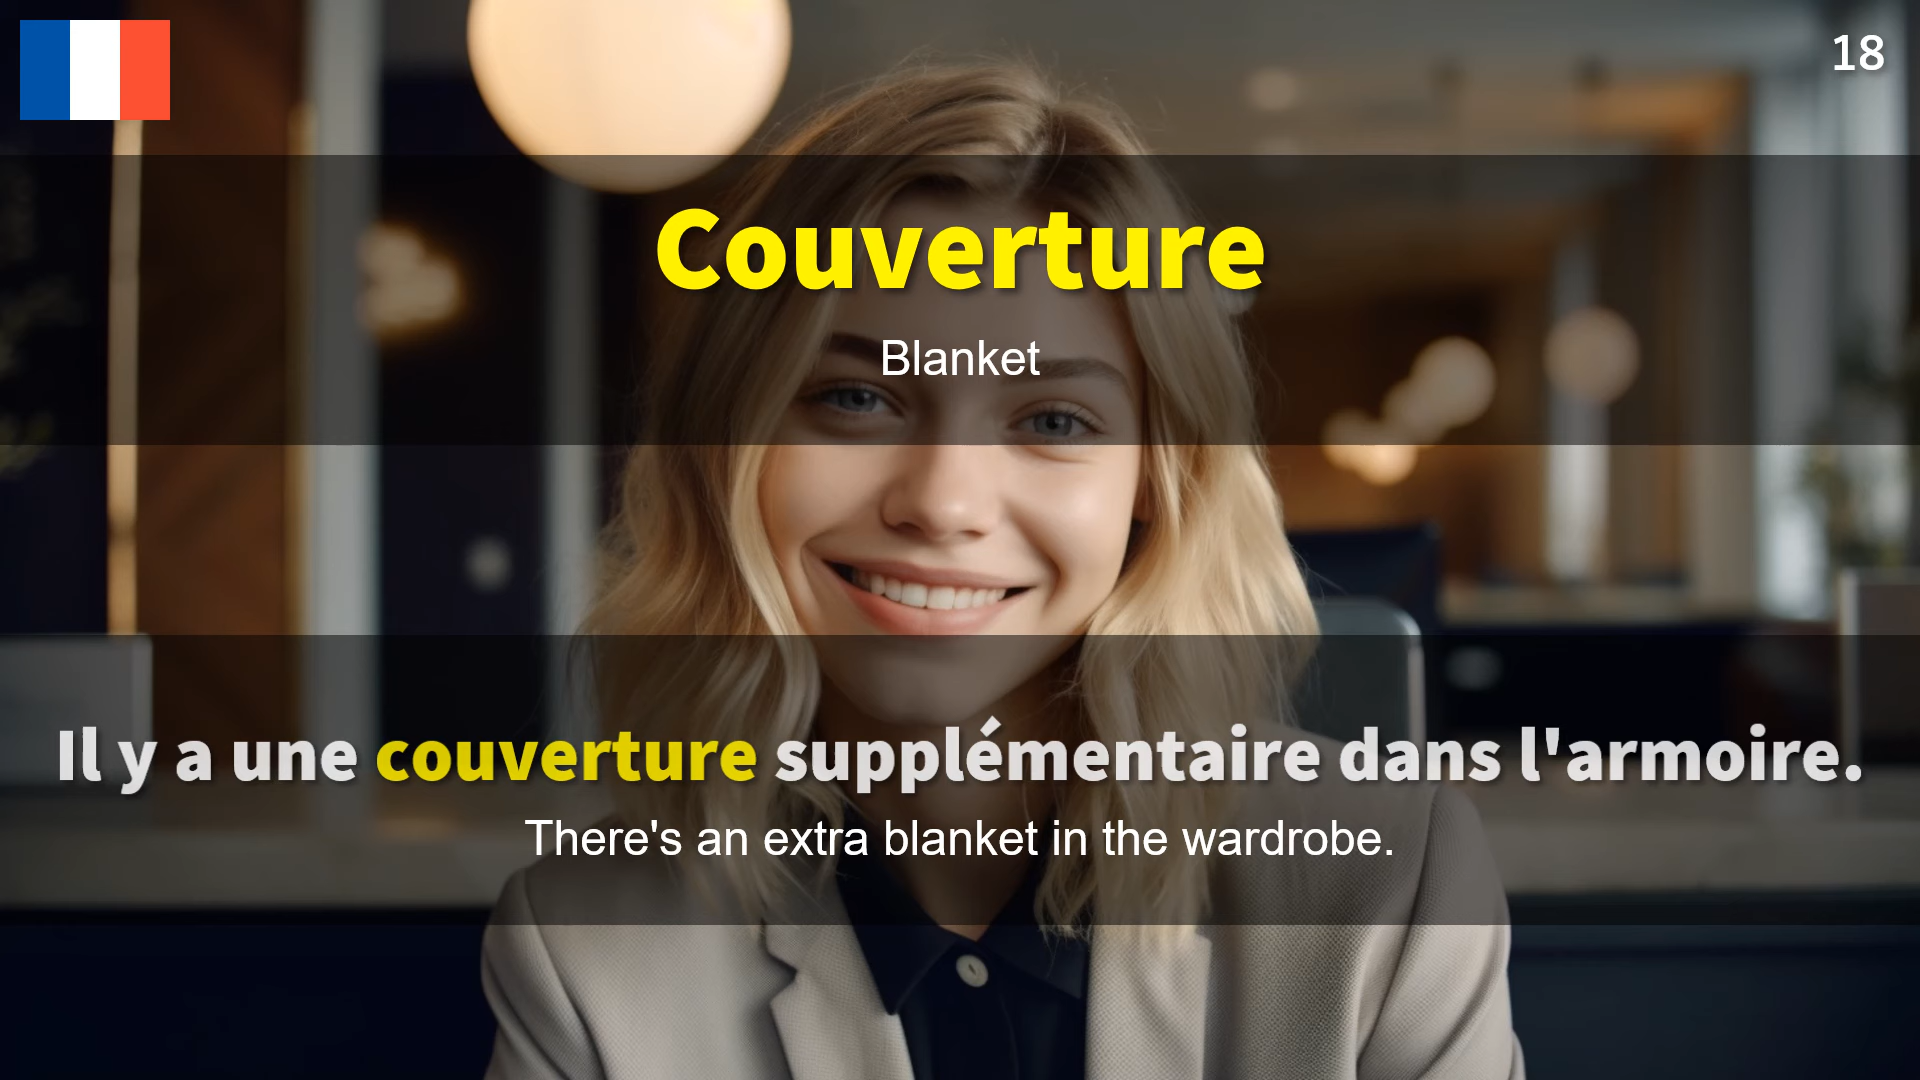 18
Couverture
Blanket
Il y a une couverture supplémentaire dans l'armoire.
There's an extra blanket in the wardrobe.